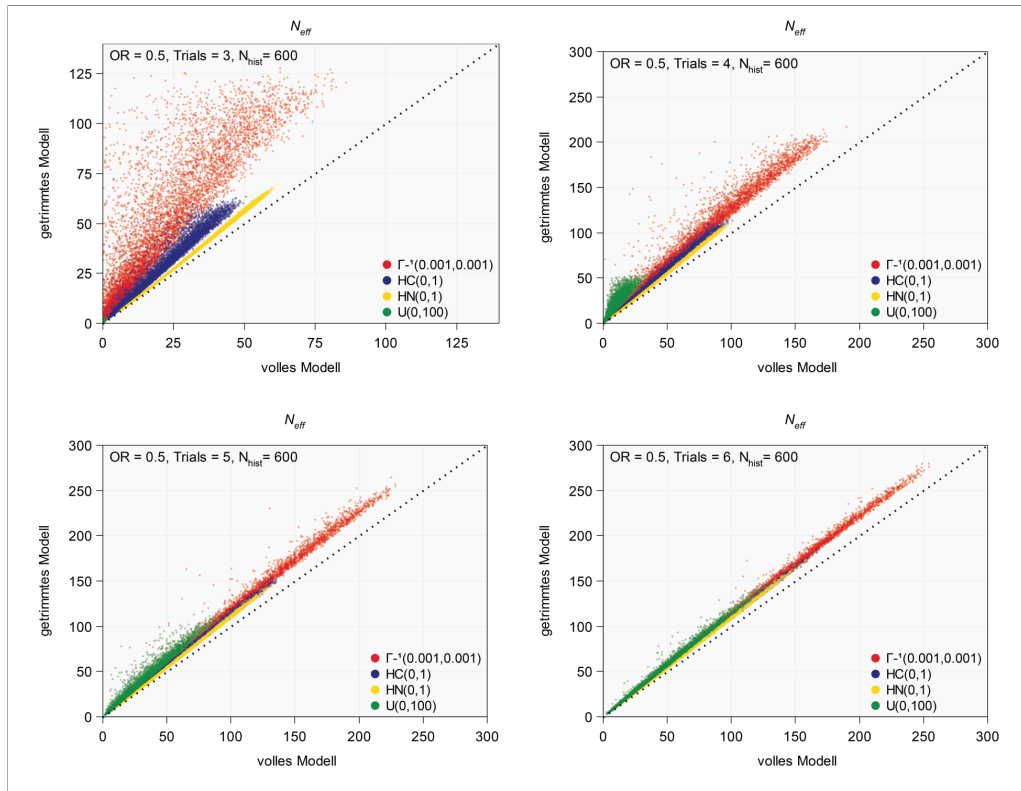 N_eff
OR = 0.5, Trials = 3, N_hist= 600
125
100
75
50
25
0
getrimmtes Modell
Γ-¹(0.001,0.001)
HC(0,1)
HN(0,1)
U(0,100)
0 25 50 75 100 125
volles Modell
N_eff
OR = 0.5, Trials = 4, N_hist= 600
300
250
200
150
100
50
0
getrimmtes Modell
Γ-¹(0.001,0.001)
HC(0,1)
HN(0,1)
U(0,100)
0 50 100 150 200 250 300
volles Modell
N_eff
OR = 0.5, Trials = 5, N_hist= 600
300
250
200
150
100
50
0
getrimmtes Modell
Γ-¹(0.001,0.001)
HC(0,1)
HN(0,1)
U(0,100)
0 50 100 150 200 250 300
volles Modell
N_eff
OR = 0.5, Trials = 6, N_hist= 600
300
250
200
150
100
50
0
getrimmtes Modell
Γ-¹(0.001,0.001)
HC(0,1)
HN(0,1)
U(0,100)
0 50 100 150 200 250 300
volles Modell